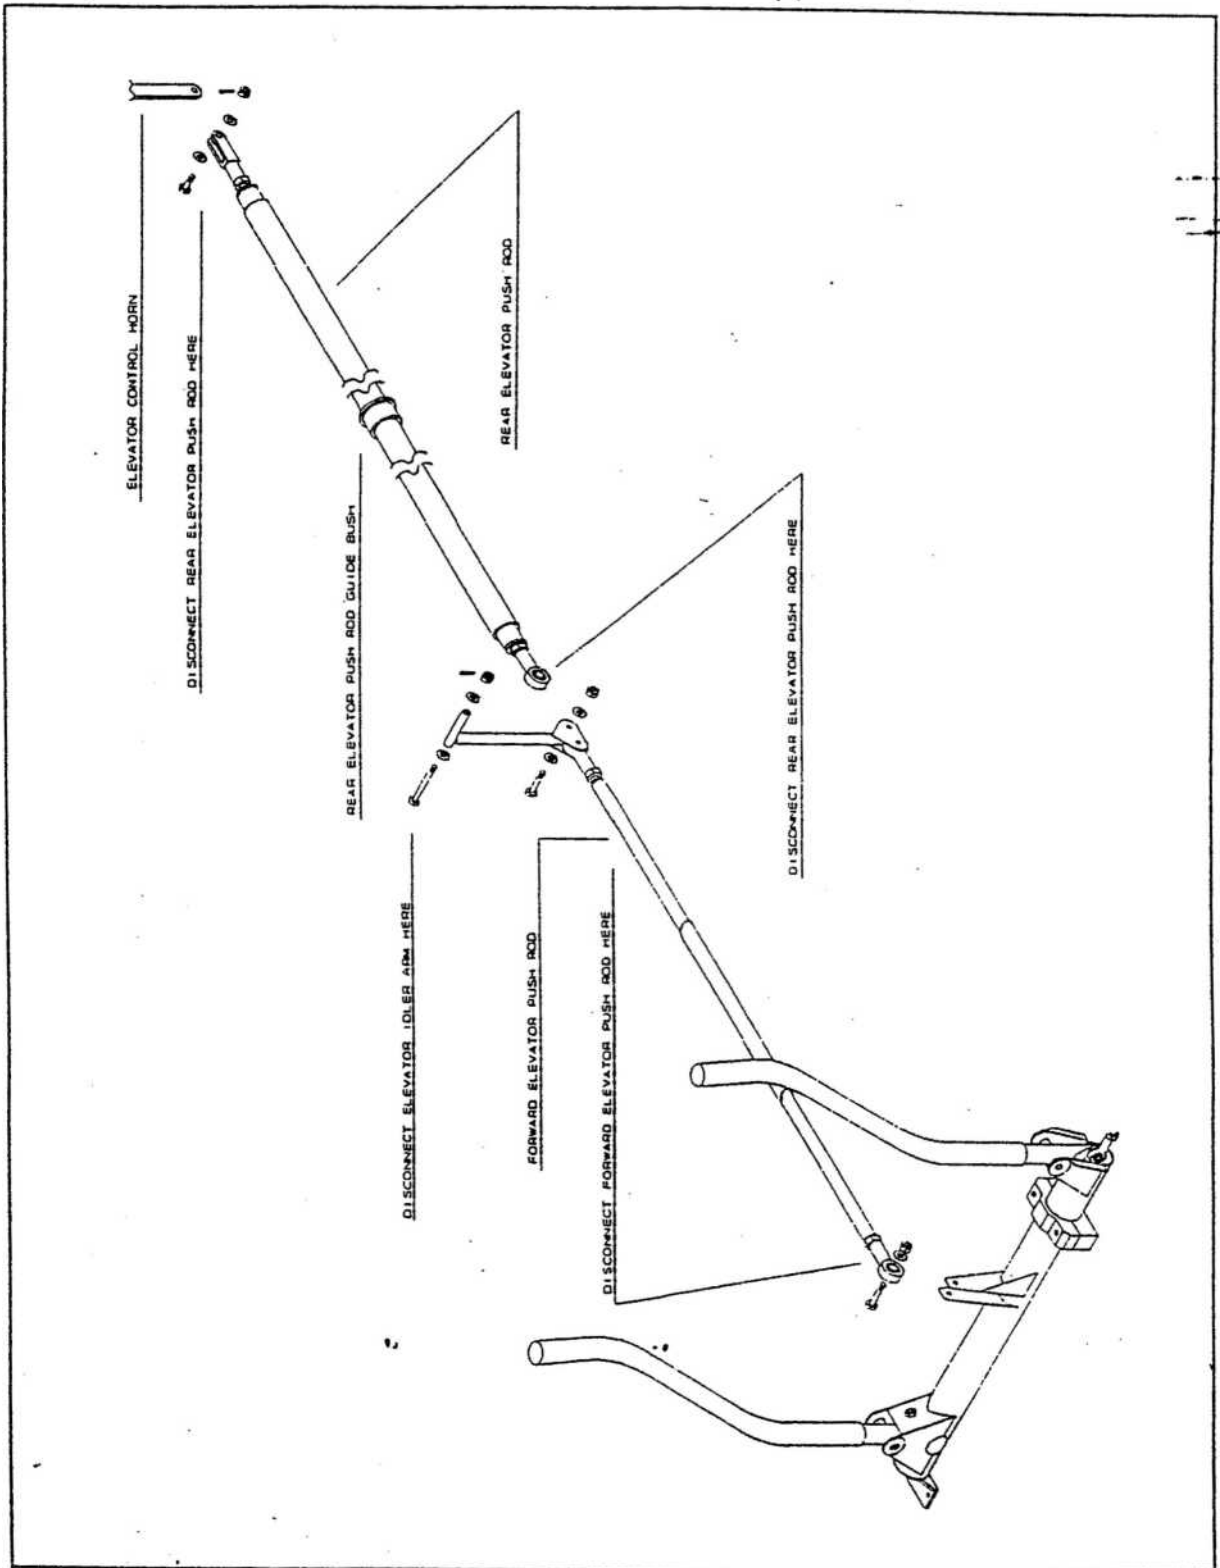 ELEVATOR CONTROL HORN
DISCONNECT REAR ELEVATOR PUSH ROD HERE
REAR ELEVATOR PUSH ROD GUIDE BUSH
DISCONNECT ELEVATOR IDLER ARM HERE
REAR ELEVATOR PUSH ROD
FORWARD ELEVATOR PUSH ROD
DISCONNECT FORWARD ELEVATOR PUSH ROD HERE
DISCONNECT REAR ELEVATOR PUSH ROD HERE